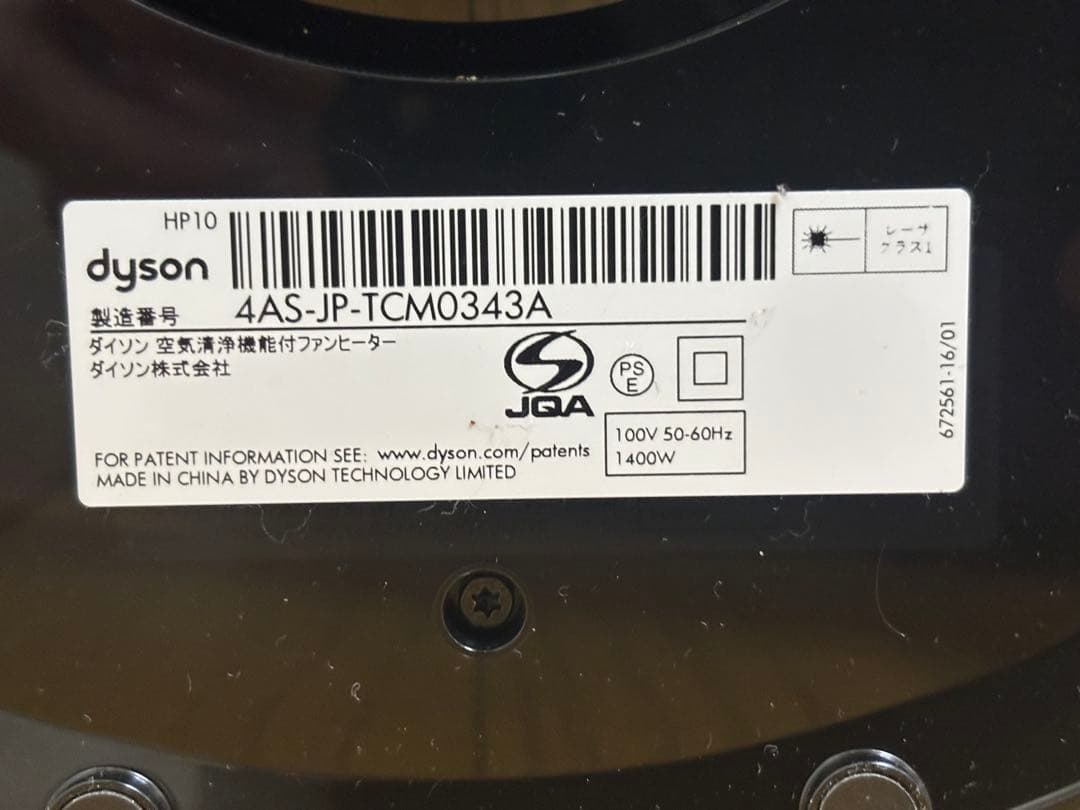 HP10
dyson
製造番号 4AS-JP-TCM0343A
レーザ
クラス1
ダイソン 空気清浄機能付ファンヒーター
ダイソン株式会社
JQA
PS
E
100V 50-60Hz
1400W
FOR PATENT INFORMATION SEE: www.dyson.com/patents
MADE IN CHINA BY DYSON TECHNOLOGY LIMITED
672561-16/01